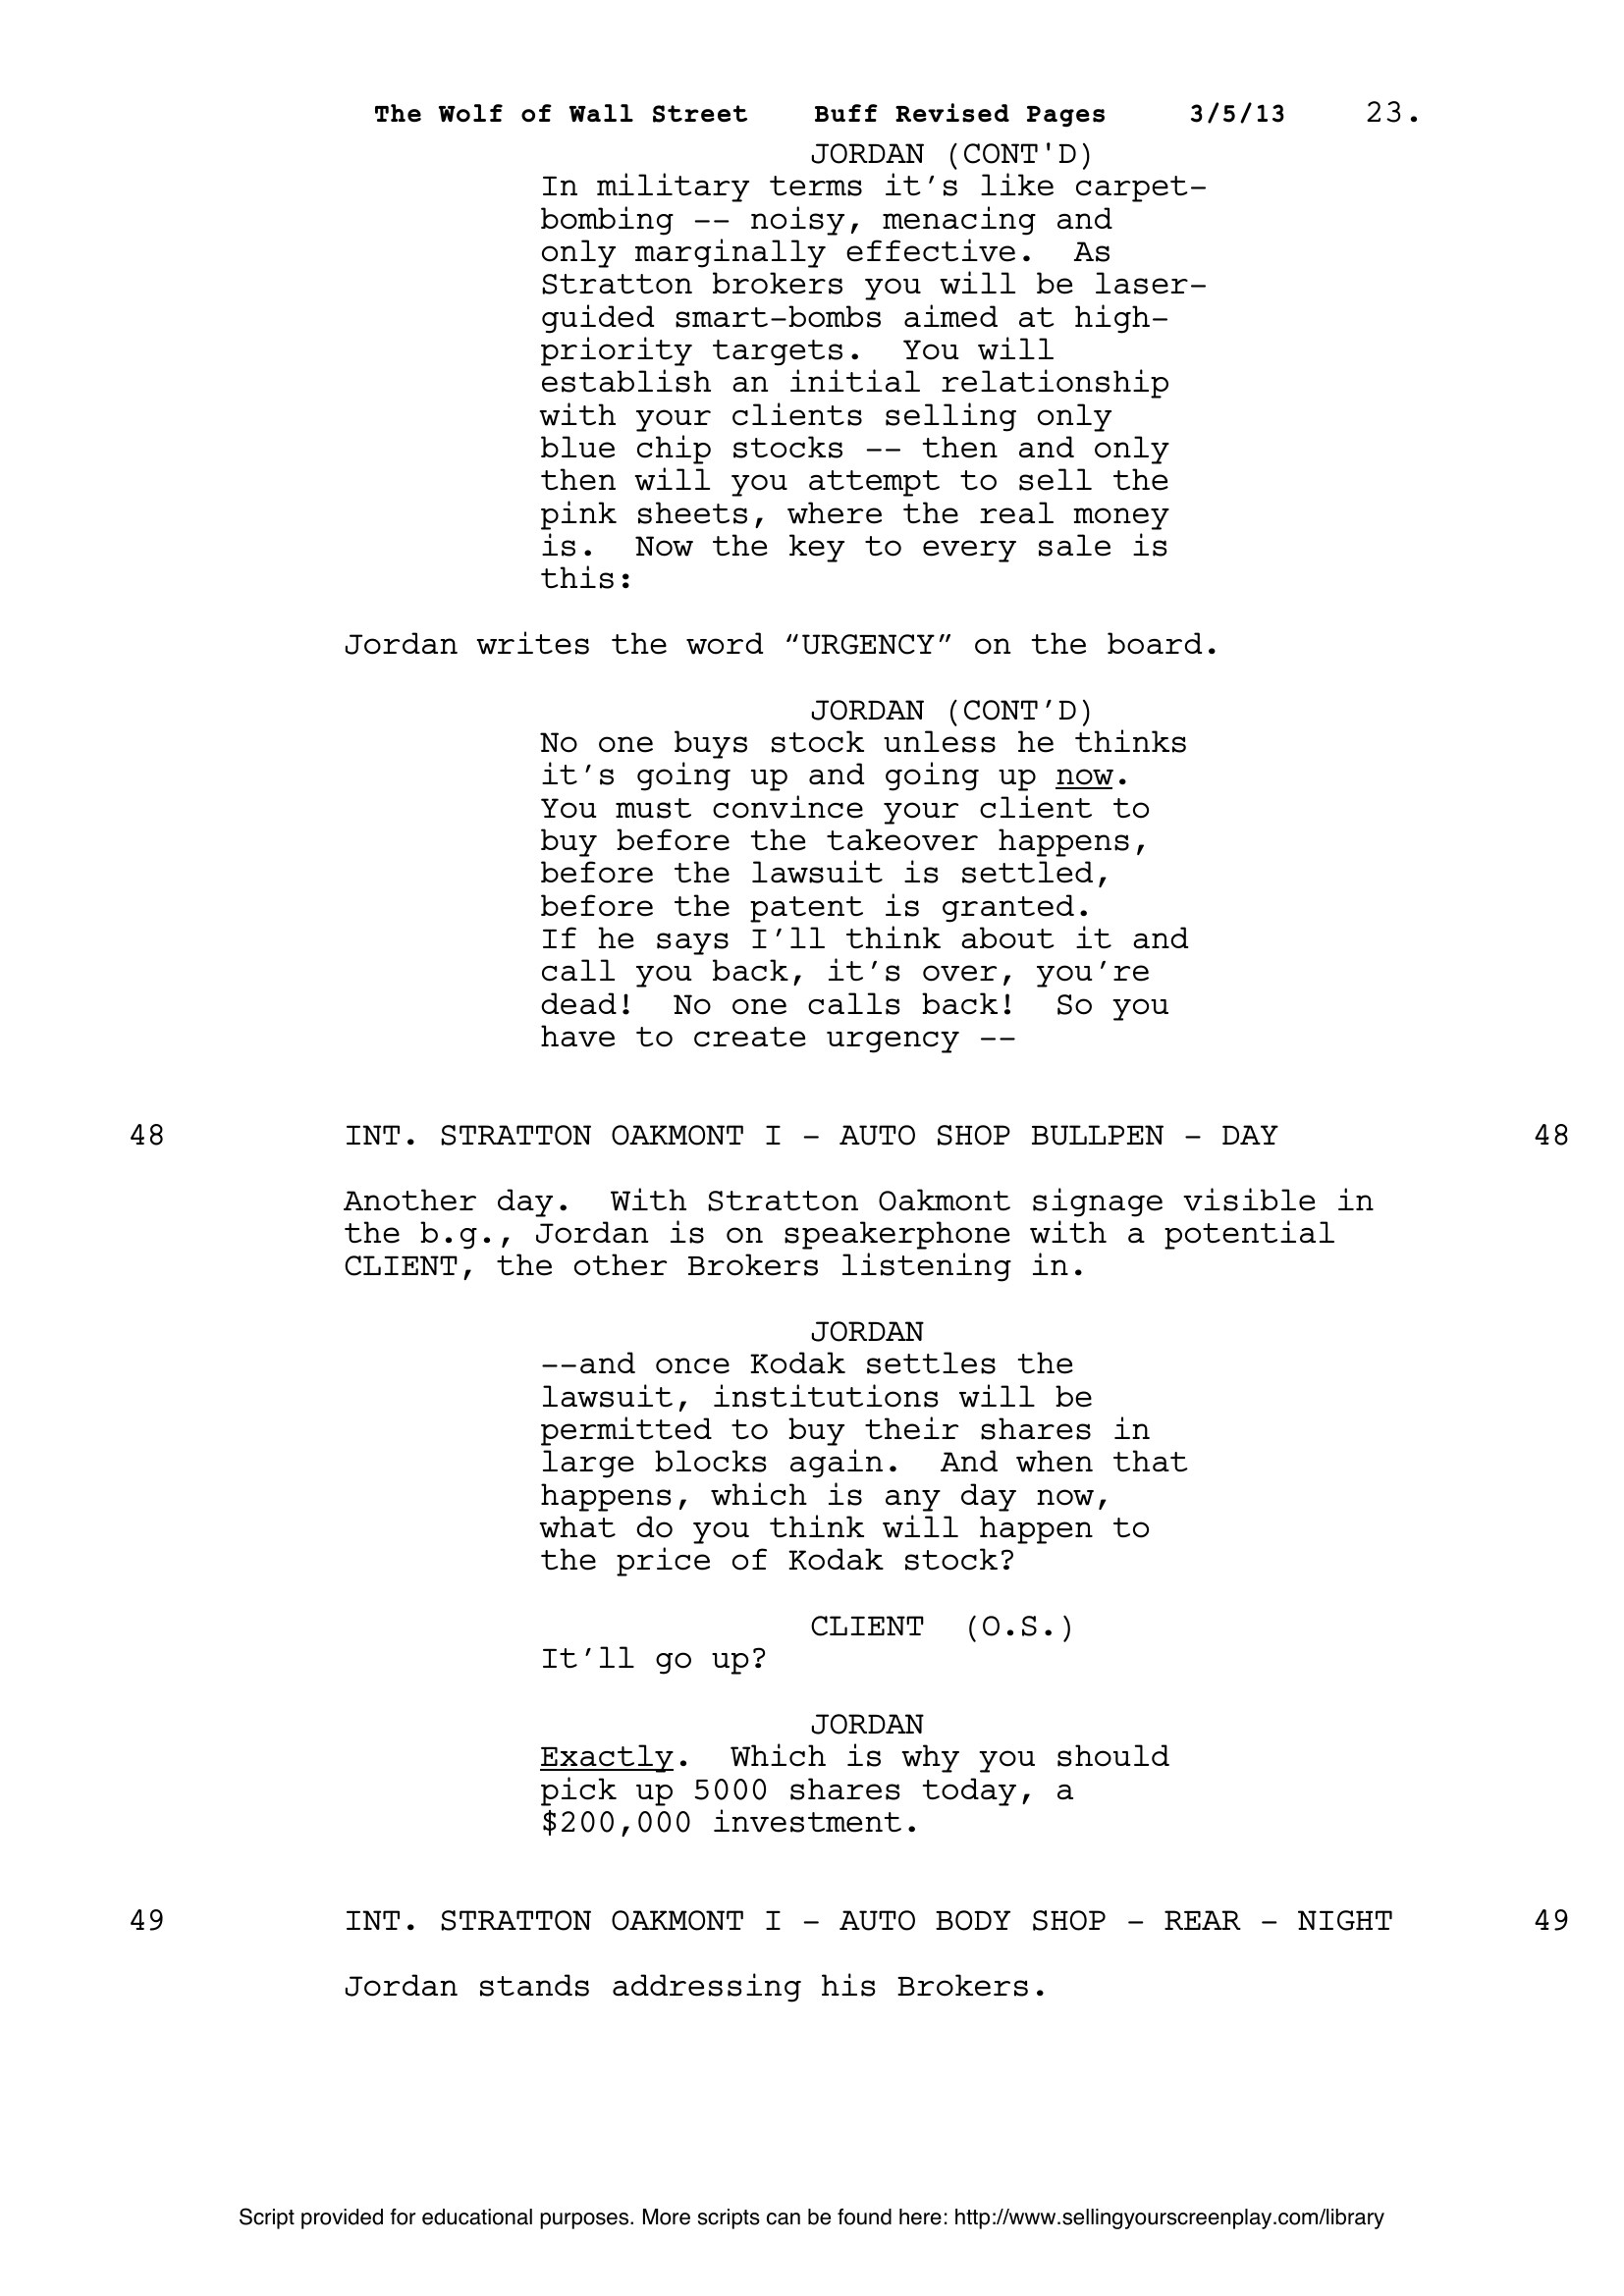 The Wolf of Wall Street    Buff Revised Pages    3/5/13    23.
JORDAN (CONT'D)
In military terms it’s like carpet-
bombing -- noisy, menacing and
only marginally effective.  As
Stratton brokers you will be laser-
guided smart-bombs aimed at high-
priority targets.  You will
establish an initial relationship
with your clients selling only
blue chip stocks -- then and only
then will you attempt to sell the
pink sheets, where the real money
is.  Now the key to every sale is
this:
Jordan writes the word “URGENCY” on the board.
JORDAN (CONT’D)
No one buys stock unless he thinks
it’s going up and going up now.
You must convince your client to
buy before the takeover happens,
before the lawsuit is settled,
before the patent is granted.
If he says I’ll think about it and
call you back, it’s over, you’re
dead!  No one calls back!  So you
have to create urgency --
48    INT. STRATTON OAKMONT I - AUTO SHOP BULLPEN - DAY    48
Another day.  With Stratton Oakmont signage visible in
the b.g., Jordan is on speakerphone with a potential
CLIENT, the other Brokers listening in.
JORDAN
--and once Kodak settles the
lawsuit, institutions will be
permitted to buy their shares in
large blocks again.  And when that
happens, which is any day now,
what do you think will happen to
the price of Kodak stock?
CLIENT  (O.S.)
It’ll go up?
JORDAN
Exactly.  Which is why you should
pick up 5000 shares today, a
$200,000 investment.
49    INT. STRATTON OAKMONT I - AUTO BODY SHOP - REAR - NIGHT    49
Jordan stands addressing his Brokers.
Script provided for educational purposes. More scripts can be found here: http://www.sellingyourscreenplay.com/library